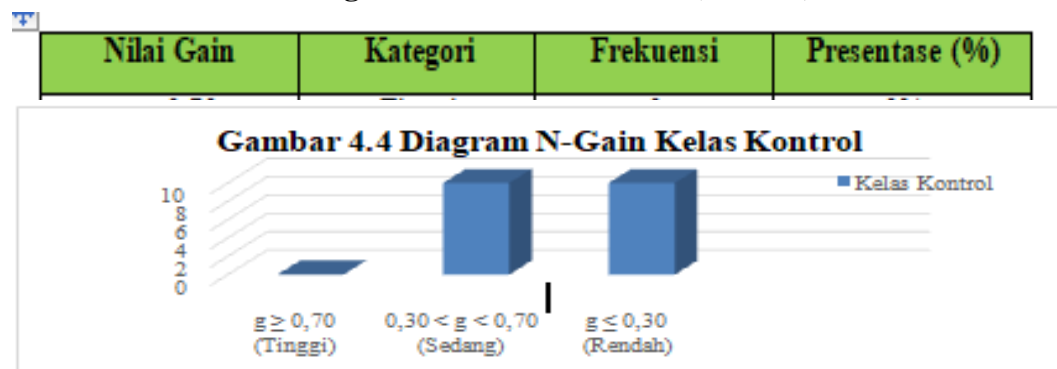 Nilai Gain Kategori Frekuensi Presentase (%)
Gambar 4.4 Diagram N-Gain Kelas Kontrol
Kelas Kontrol
10
8
6
4
2
0
g ≥ 0,70 0,30 < g < 0,70 g ≤ 0,30
(Tinggi) (Sedang) (Rendah)